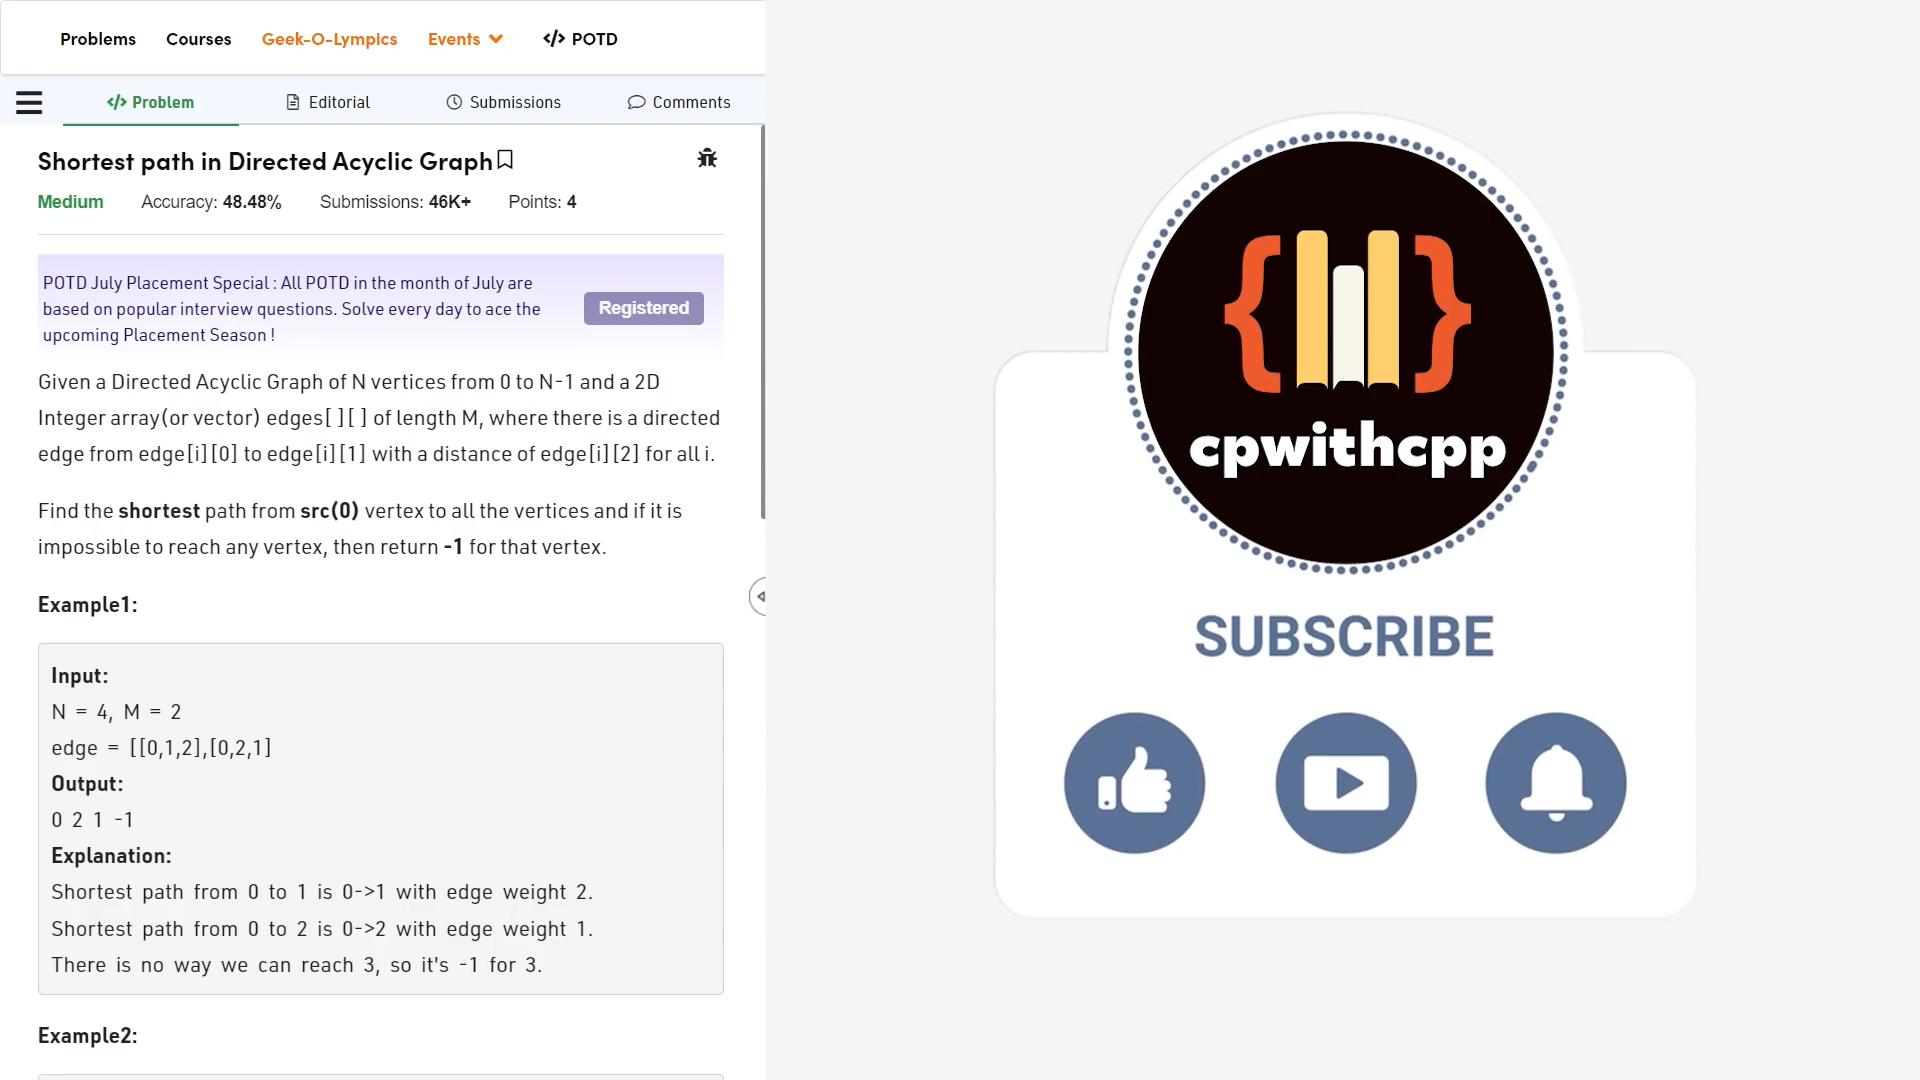 Problems Courses Geek-O-Lympics Events </> POTD
</> Problem Editorial Submissions Comments
Shortest path in Directed Acyclic Graph
Medium Accuracy: 48.48% Submissions: 46K+ Points: 4
POTD July Placement Special : All POTD in the month of July are
based on popular interview questions. Solve every day to ace the
upcoming Placement Season !
Registered
Given a Directed Acyclic Graph of N vertices from 0 to N-1 and a 2D
Integer array(or vector) edges[ ][ ] of length M, where there is a directed
edge from edge[i][0] to edge[i][1] with a distance of edge[i][2] for all i.
Find the shortest path from src(0) vertex to all the vertices and if it is
impossible to reach any vertex, then return -1 for that vertex.
Example1:
Input:
N = 4, M = 2
edge = [[0,1,2],[0,2,1]
Output:
0 2 1 -1
Explanation:
Shortest path from 0 to 1 is 0->1 with edge weight 2.
Shortest path from 0 to 2 is 0->2 with edge weight 1.
There is no way we can reach 3, so it's -1 for 3.
Example2:
cpwithcpp
SUBSCRIBE